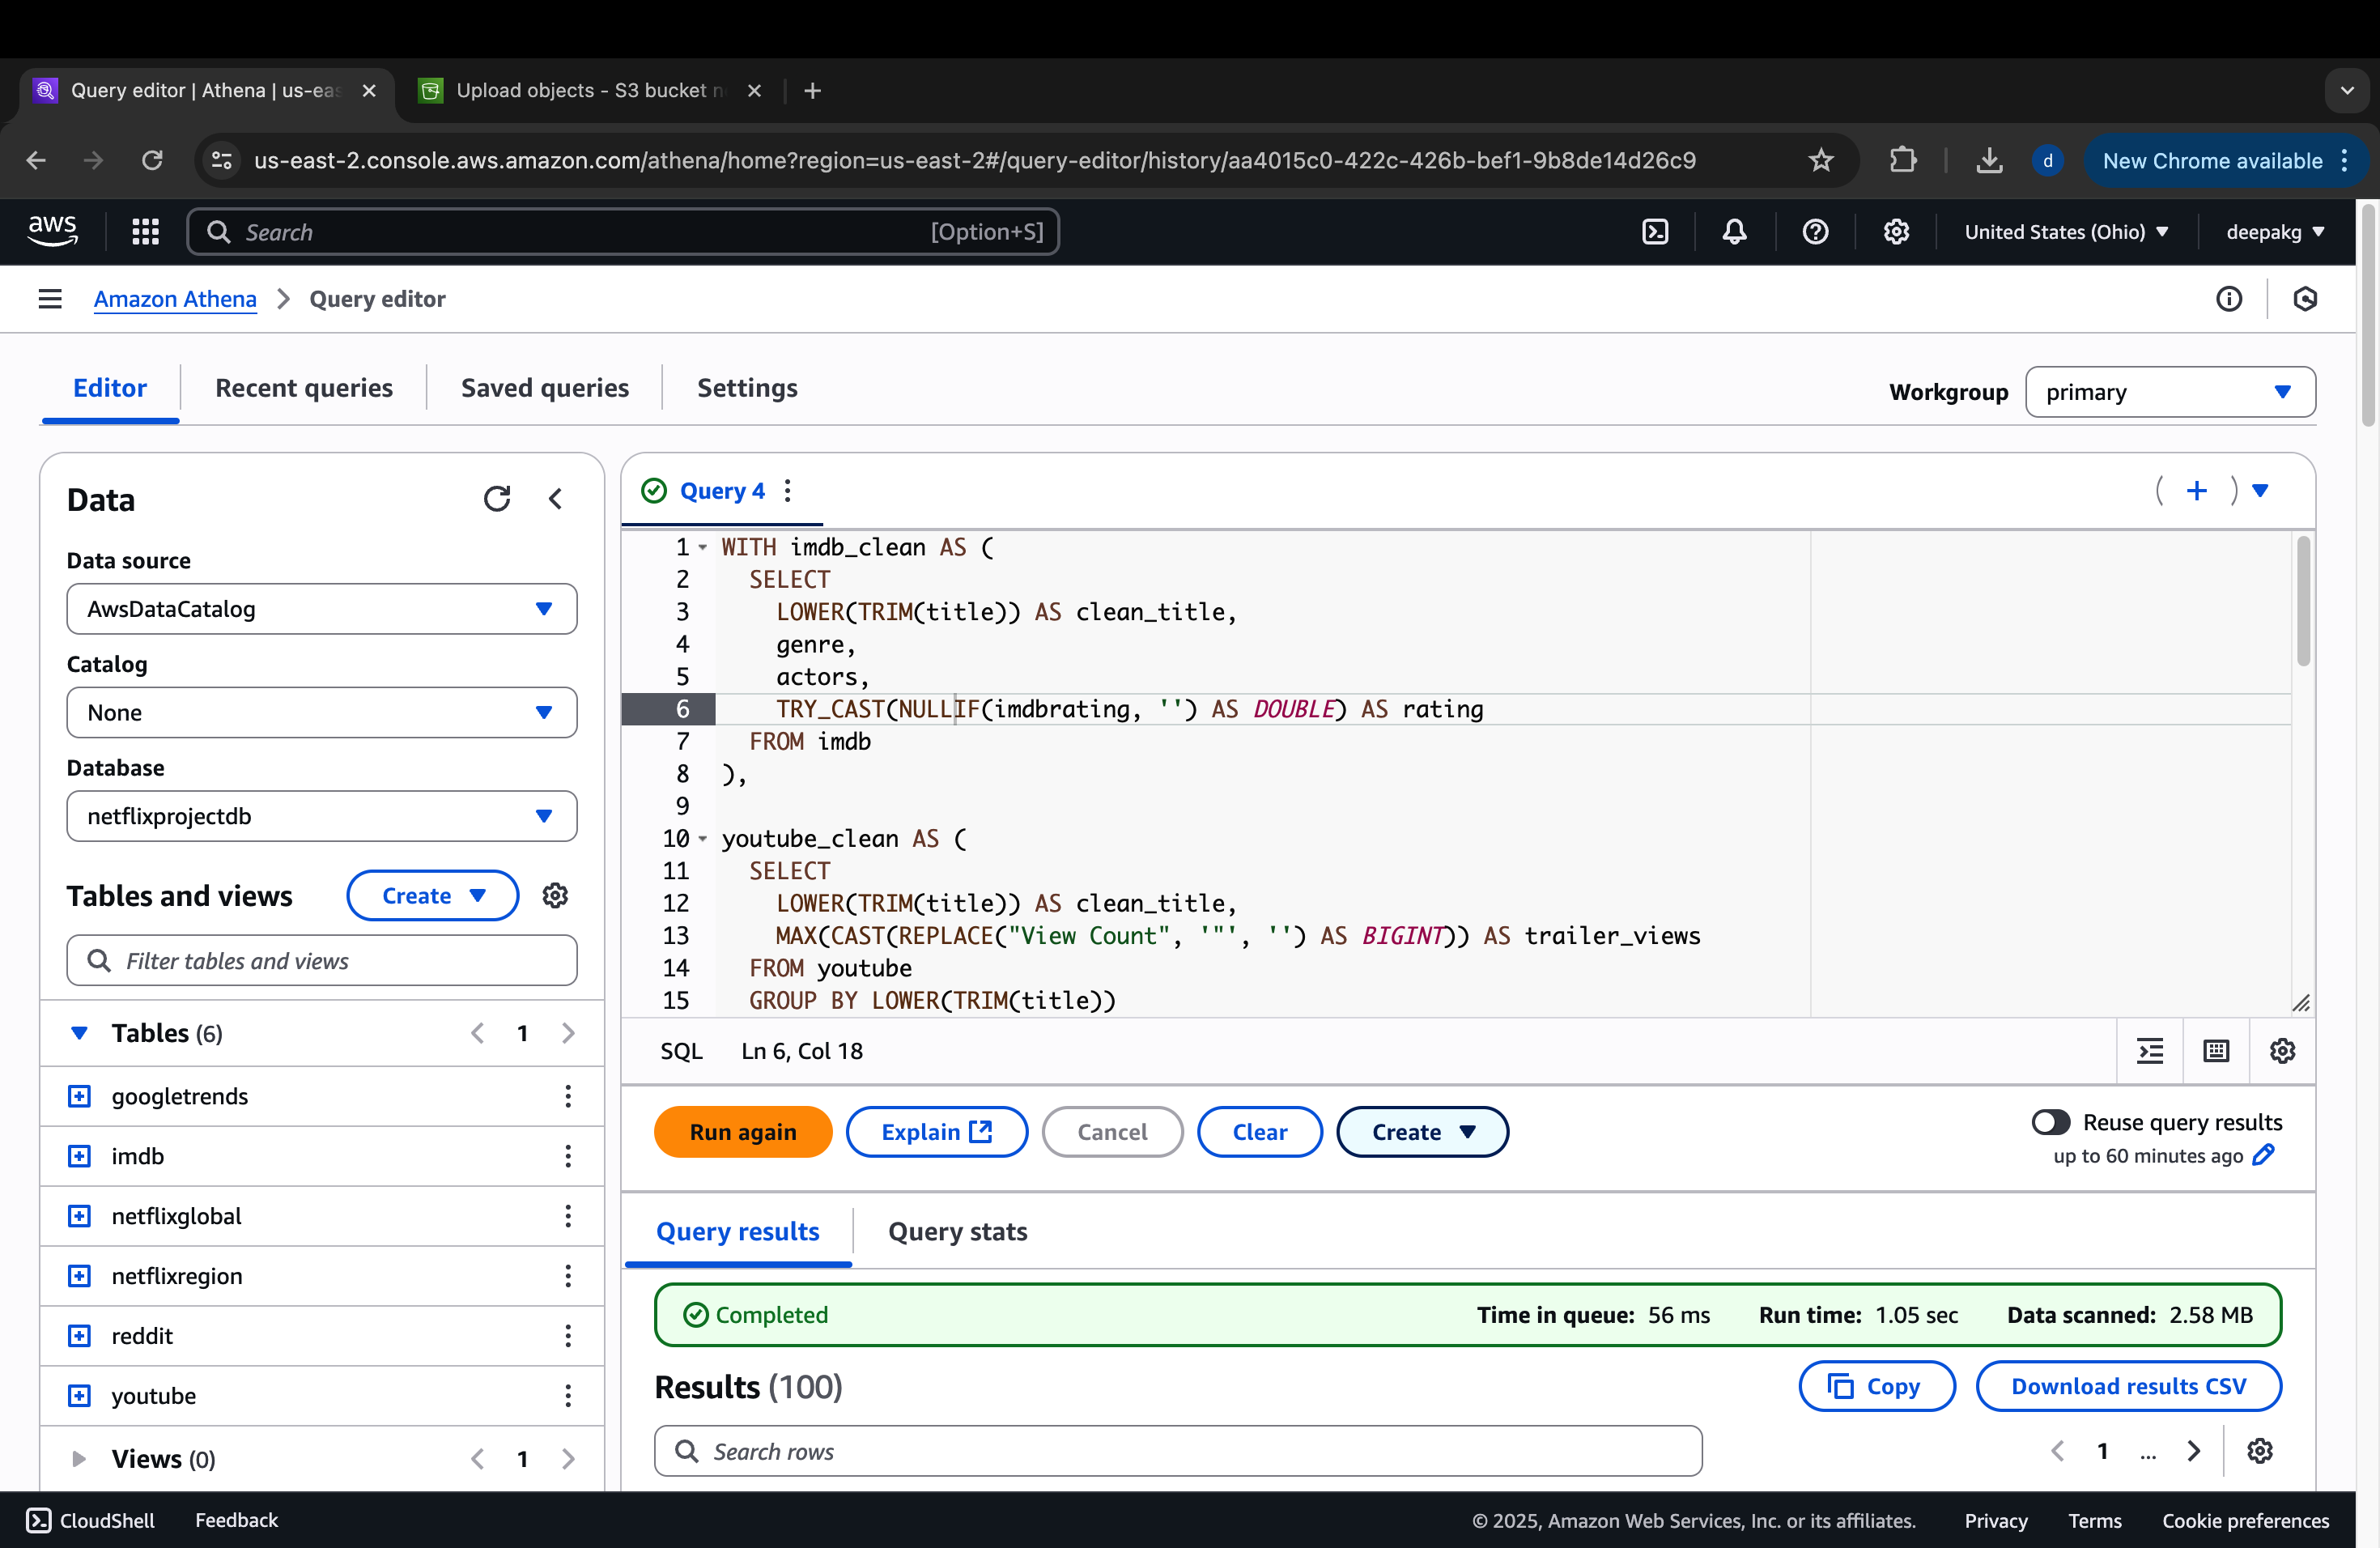 Query editor | Athena | us-eas
Upload objects - S3 bucket n
us-east-2.console.aws.amazon.com/athena/home?region=us-east-2#/query-editor/history/aa4015c0-422c-426b-bef1-9b8de14d26c9
d
New Chrome available
aws
Search
[Option+S]
United States (Ohio)
deepakg
Amazon Athena
Query editor
Editor
Recent queries
Saved queries
Settings
Workgroup
primary
Data
Data source
AwsDataCatalog
Catalog
None
Database
netflixprojectdb
Tables and views
Create
Filter tables and views
Tables (6)
1
googletrends
imdb
netflixglobal
netflixregion
reddit
youtube
Views (0)
1
Query 4
1 WITH imdb_clean AS (
2 SELECT
3 LOWER(TRIM(title)) AS clean_title,
4 genre,
5 actors,
6 TRY_CAST(NULLIF(imdbrating, '') AS DOUBLE) AS rating
7 FROM imdb
8 ),
9
10 youtube_clean AS (
11 SELECT
12 LOWER(TRIM(title)) AS clean_title,
13 MAX(CAST(REPLACE("View Count", '"', '') AS BIGINT)) AS trailer_views
14 FROM youtube
15 GROUP BY LOWER(TRIM(title))
SQL Ln 6, Col 18
Run again
Explain
Cancel
Clear
Create
Reuse query results
up to 60 minutes ago
Query results
Query stats
Completed
Time in queue: 56 ms
Run time: 1.05 sec
Data scanned: 2.58 MB
Results (100)
Copy
Download results CSV
Search rows
1 ...
CloudShell
Feedback
© 2025, Amazon Web Services, Inc. or its affiliates.
Privacy
Terms
Cookie preferences